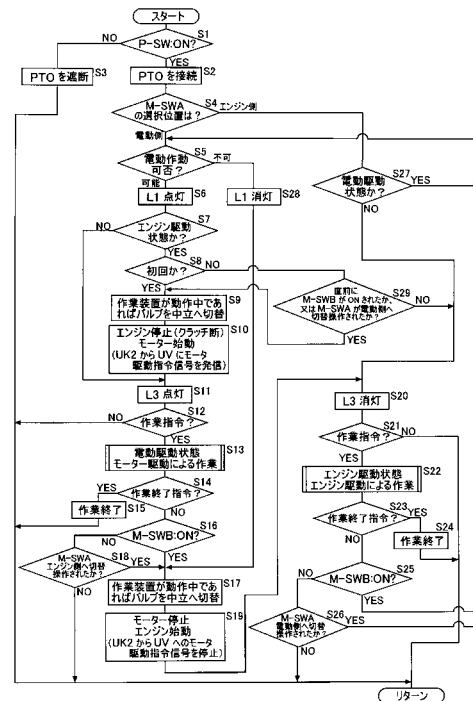 スタート
S1
P-SW:ON?
NO
YES
S3
PTOを遮断
S2
PTOを接続
S4
M-SWA
の選択位置は?
エンジン側
電動側
S5
電動作動
可否?
不可
可能
S6
L1点灯
S28
L1消灯
S27
電動駆動
状態か?
YES
NO
S7
エンジン駆動
状態か?
NO
YES
S8
初回か?
NO
YES
S29
直前に
M-SWBがONされたか、
又はM-SWAが電動側へ
切替操作されたか?
NO
YES
S9
作業装置が動作中であ
ればバルブを中立へ切替
S10
エンジン停止(クラッチ断)
モーター始動
(UK2からUVにモータ
駆動指令信号を発信)
S11
L3点灯
S20
L3消灯
S12
作業指令?
NO
YES
S21
作業指令?
NO
YES
S13
電動駆動状態
モーター駆動による作業
S22
エンジン駆動状態
エンジン駆動による作業
S14
作業終了指令?
YES
NO
S15
作業終了
S23
作業終了指令?
YES
NO
S24
作業終了
S16
M-SWB:ON?
NO
YES
S25
M-SWB:ON?
NO
YES
S18
M-SWA
エンジン側へ切替
操作されたか?
YES
NO
S17
作業装置が動作中であ
ればバルブを中立へ切替
S26
M-SWA
電動側へ切替
操作されたか?
YES
NO
S19
モーター停止
エンジン始動
(UK2からUVへのモータ
駆動指令信号を停止)
リターン